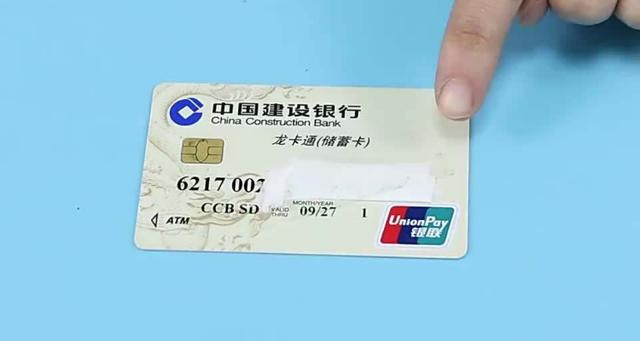 中国建设银行
China Construction Bank
龙卡通(储蓄卡)
6217 002
MONTH/YEAR
CCB SD VALID THRU 09/27 1
ATM
UnionPay
银联